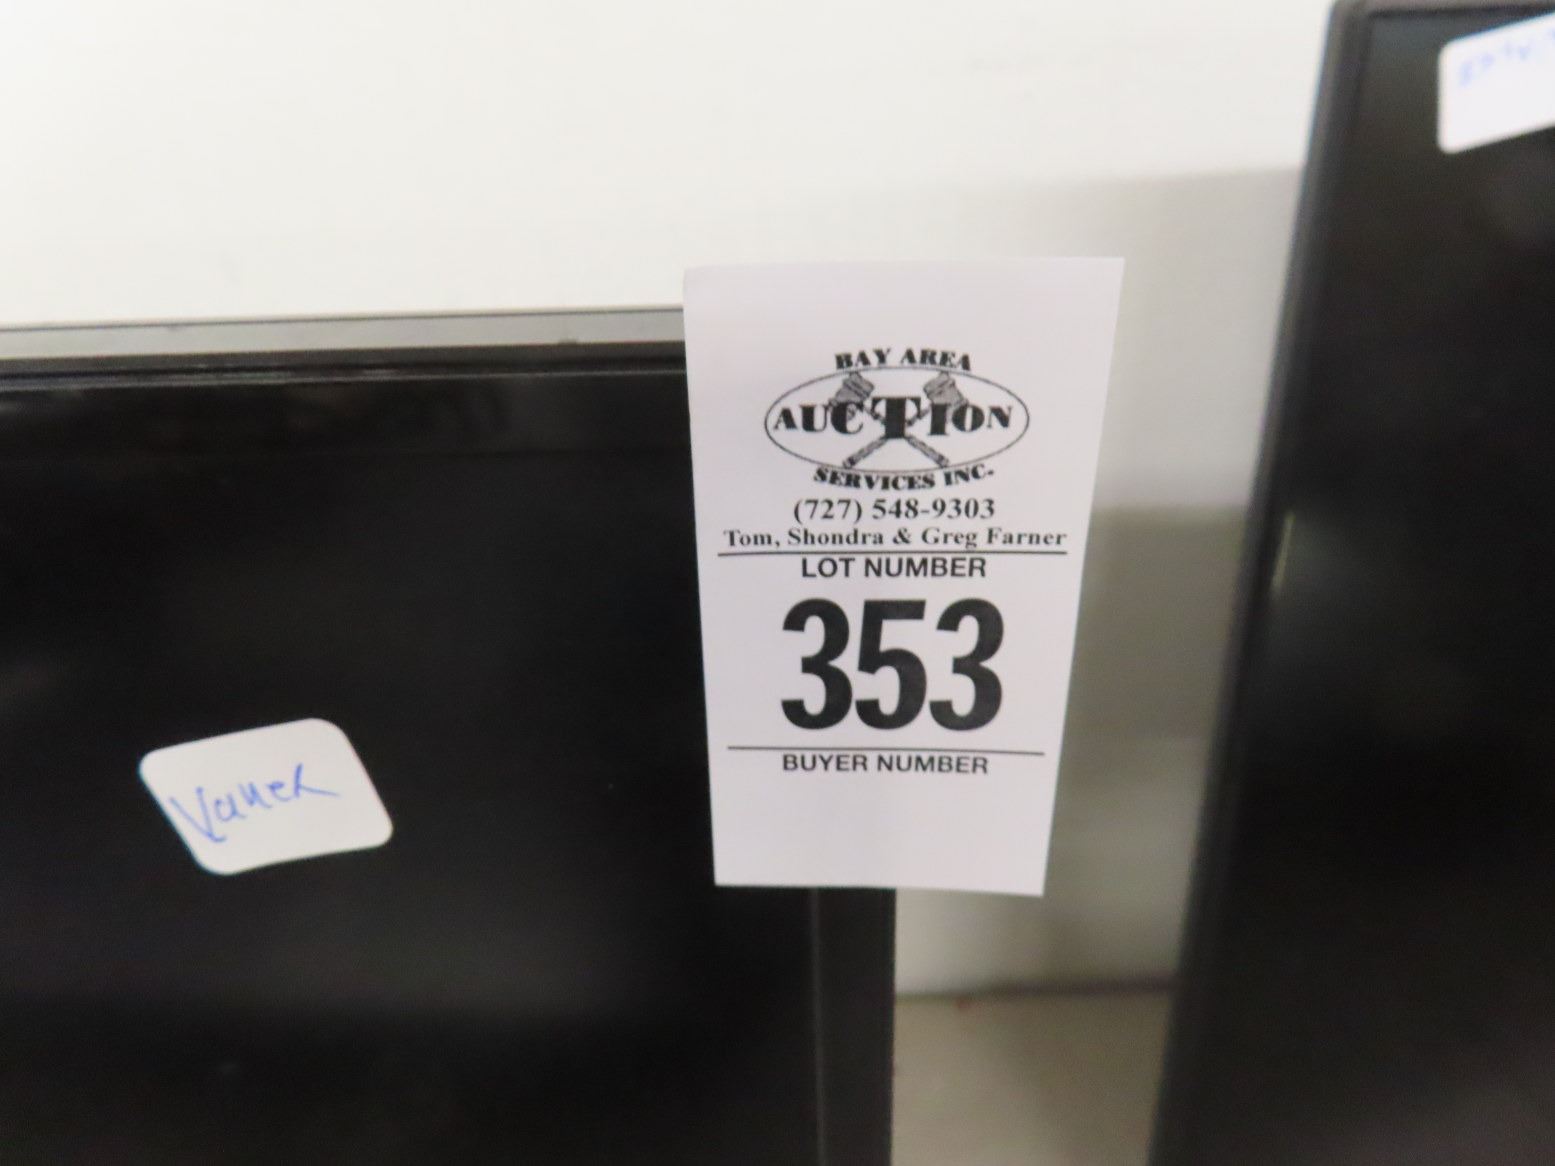 BAY AREA
AUCTION
SERVICES INC.
(727) 548-9303
Tom, Shondra & Greg Farner
LOT NUMBER
353
BUYER NUMBER